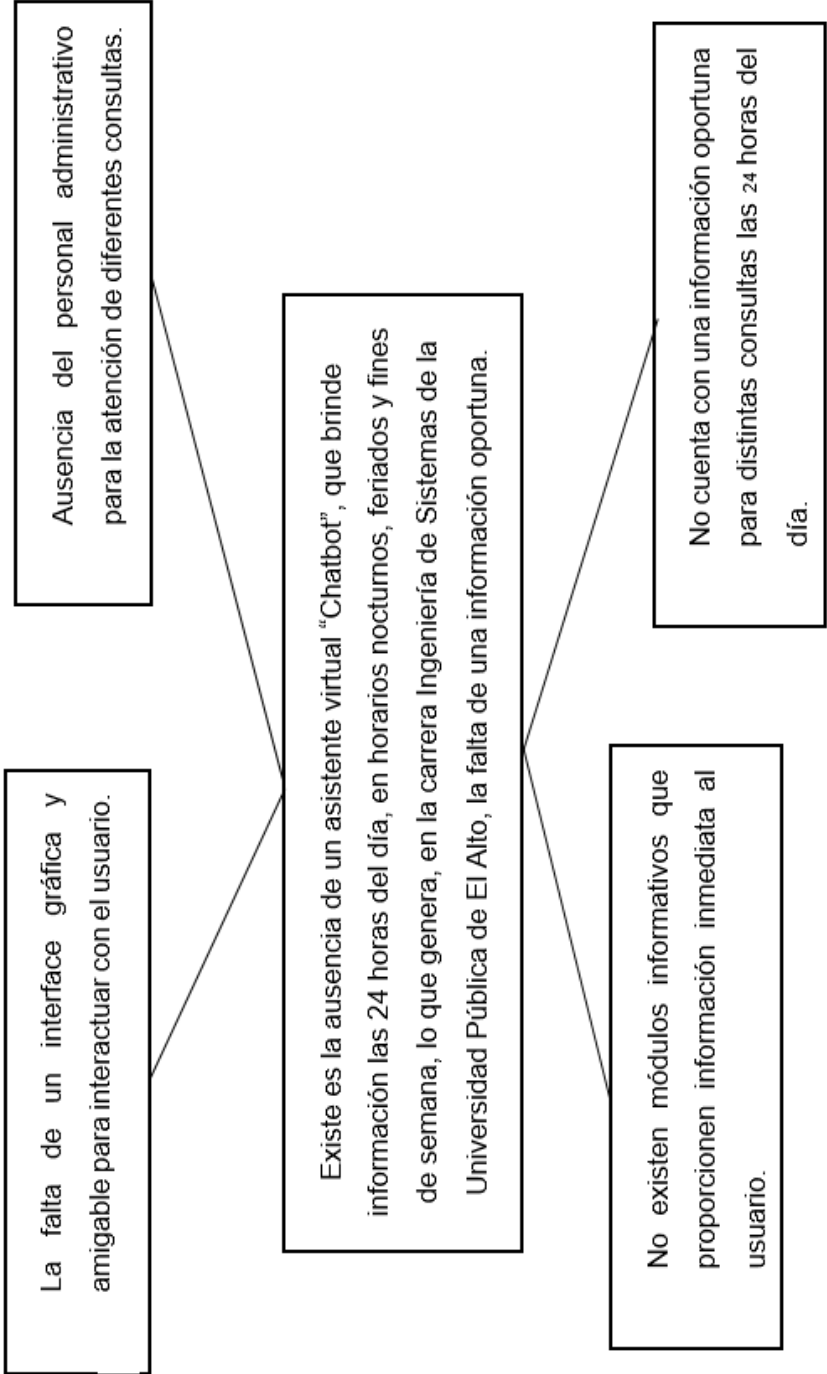 La falta de un interface gráfica y
amigable para interactuar con el usuario.
Ausencia del personal administrativo
para la atención de diferentes consultas.
Existe es la ausencia de un asistente virtual “Chatbot”, que brinde
información las 24 horas del día, en horarios nocturnos, feriados y fines
de semana, lo que genera, en la carrera Ingeniería de Sistemas de la
Universidad Pública de El Alto, la falta de una información oportuna.
No existen módulos informativos que
proporcionen información inmediata al
usuario.
No cuenta con una información oportuna
para distintas consultas las 24 horas del
día.